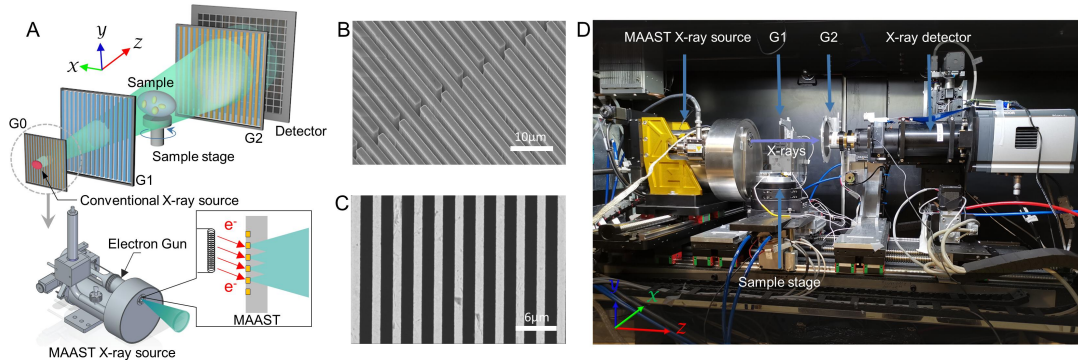 A
y
z
x
Sample
G0
G2
Detector
Sample stage
G1
Conventional X-ray source
Electron Gun
e-
e-
MAAST
MAAST X-ray source
B
10μm
C
6μm
D
MAAST X-ray source
G1
G2
X-ray detector
X-rays
Sample stage
Y
X
Z